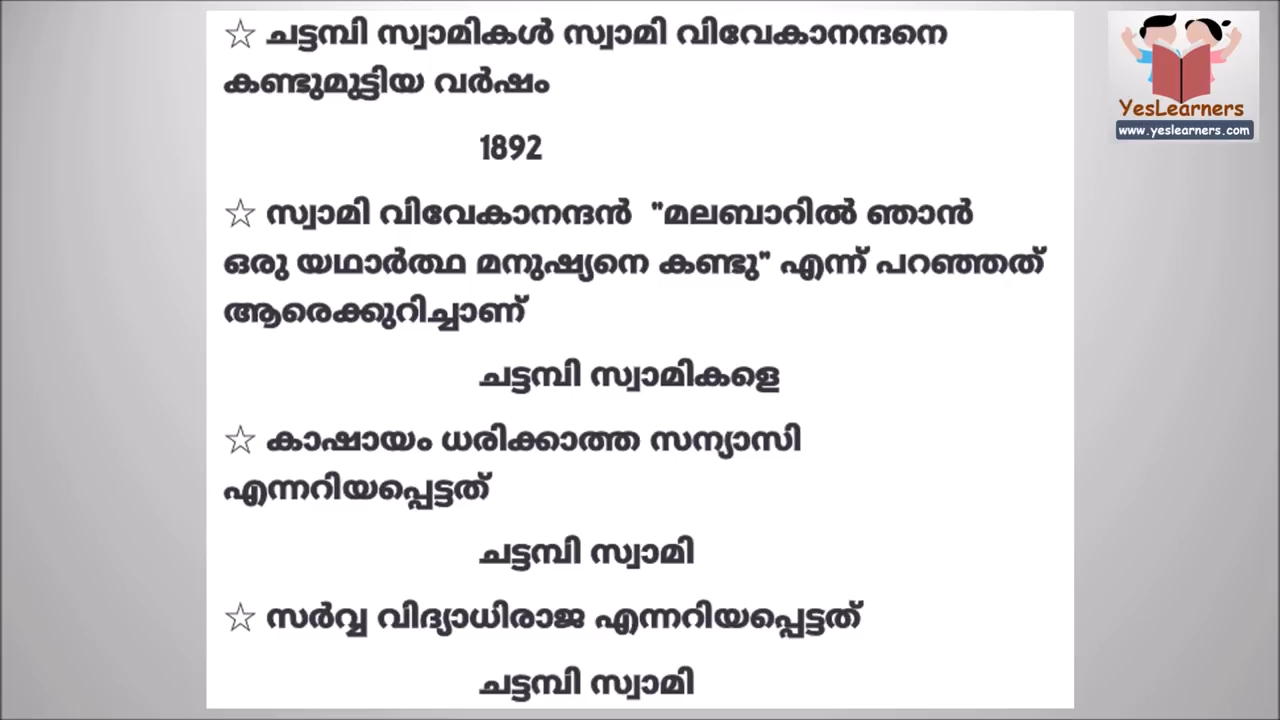 ☆ ചട്ടമ്പി സ്വാമികൾ സ്വാമി വിവേകാനന്ദനെ
കണ്ടുമുട്ടിയ വർഷം
1892
☆ സ്വാമി വിവേകാനന്ദൻ "മലബാറിൽ ഞാൻ
ഒരു യഥാർത്ഥ മനുഷ്യനെ കണ്ടു" എന്ന് പറഞ്ഞത്
ആരെക്കുറിച്ചാണ്
ചട്ടമ്പി സ്വാമികളെ
☆ കാഷായം ധരിക്കാത്ത സന്യാസി
എന്നറിയപ്പെട്ടത്
ചട്ടമ്പി സ്വാമി
☆ സർവ്വ വിദ്യാധിരാജ എന്നറിയപ്പെട്ടത്
ചട്ടമ്പി സ്വാമി
YesLearners
www.yeslearners.com